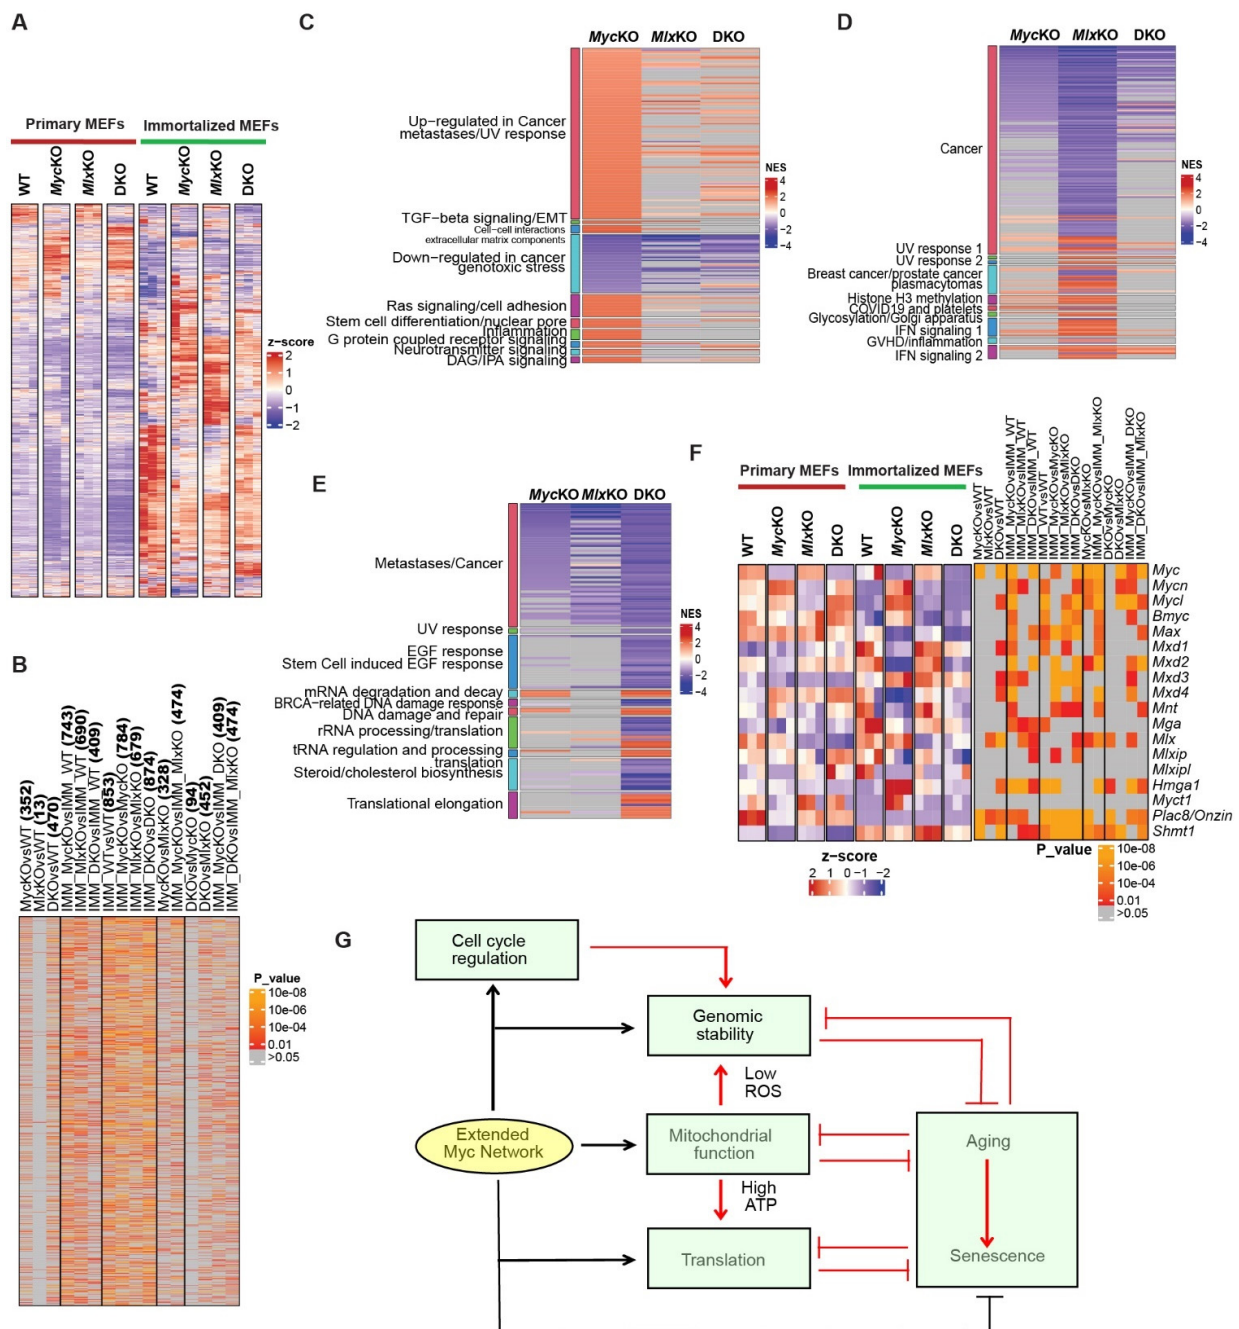 A
Primary MEFs
Immortalized MEFs
WT
MycKO
MlxKO
DKO
WT
MycKO
MlxKO
DKO
z−score
2
1
0
−1
−2
B
MycKOvsWT (352)
MlxKOvsWT (13)
DKOvsWT (470)
IMM_MycKOvsIMM_WT (743)
IMM_MlxKOvsIMM_WT (690)
IMM_DKOvsIMM_WT (409)
IMM_WTvsWT (853)
IMM_MycKOvsMycKO (784)
IMM_MlxKOvsMlxKO (679)
IMM_DKOvsDKO (874)
MycKOvsMlxKO (328)
IMM_MycKOvsIMM_MlxKO (474)
DKOvsMycKO (94)
DKOvsMlxKO (452)
IMM_MycKOvsIMM_DKO (409)
IMM_DKOvsIMM_MlxKO (474)
P_value
10e-08
10e-06
10e-04
0.01
>0.05
C
MycKO
MlxKO
DKO
Up−regulated in Cancer
metastases/UV response
TGF−beta signaling/EMT
Cell−cell interactions
extracellular matrix components
Down−regulated in cancer
genotoxic stress
Ras signaling/cell adhesion
Stem cell differentiation/nuclear pore
Inflammation
G protein coupled receptor signaling
Neurotransmitter signaling
DAG/IPA signaling
NES
4
2
0
−2
−4
D
MycKO
MlxKO
DKO
Cancer
UV response 1
UV response 2
Breast cancer/prostate cancer
plasmacytomas
Histone H3 methylation
COVID19 and platelets
Glycosylation/Golgi apparatus
IFN signaling 1
GVHD/inflammation
IFN signaling 2
NES
4
2
0
−2
−4
E
MycKO
MlxKO
DKO
Metastases/Cancer
UV response
EGF response
Stem Cell induced EGF response
mRNA degradation and decay
BRCA−related DNA damage response
DNA damage and repair
rRNA processing/translation
tRNA regulation and processing
translation
Steroid/cholesterol biosynthesis
Translational elongation
NES
4
2
0
−2
−4
F
Primary MEFs
Immortalized MEFs
WT
MycKO
MlxKO
DKO
WT
MycKO
MlxKO
DKO
MycKOvsWT
MlxKOvsWT
DKOvsWT
IMM_MycKOvsIMM_WT
IMM_MlxKOvsIMM_WT
IMM_DKOvsIMM_WT
IMM_WTvsWT
IMM_MycKOvsMycKO
IMM_MlxKOvsMlxKO
IMM_DKOvsDKO
MycKOvsMlxKO
IMM_MycKOvsIMM_MlxKO
DKOvsMycKO
DKOvsMlxKO
IMM_MycKOvsIMM_DKO
IMM_DKOvsIMM_MlxKO
Myc
Mycn
Mycl
Bmyc
Max
Mxd1
Mxd2
Mxd3
Mxd4
Mnt
Mga
Mlx
Mlxip
Mlxipl
Hmga1
Myct1
Plac8/Onzin
Shmt1
z−score
2 1 0 −1 −2
P_value
10e-08
10e-06
10e-04
0.01
>0.05
G
Cell cycle
regulation
Genomic
stability
Low
ROS
Extended
Myc Network
Mitochondrial
function
Aging
High
ATP
Translation
Senescence